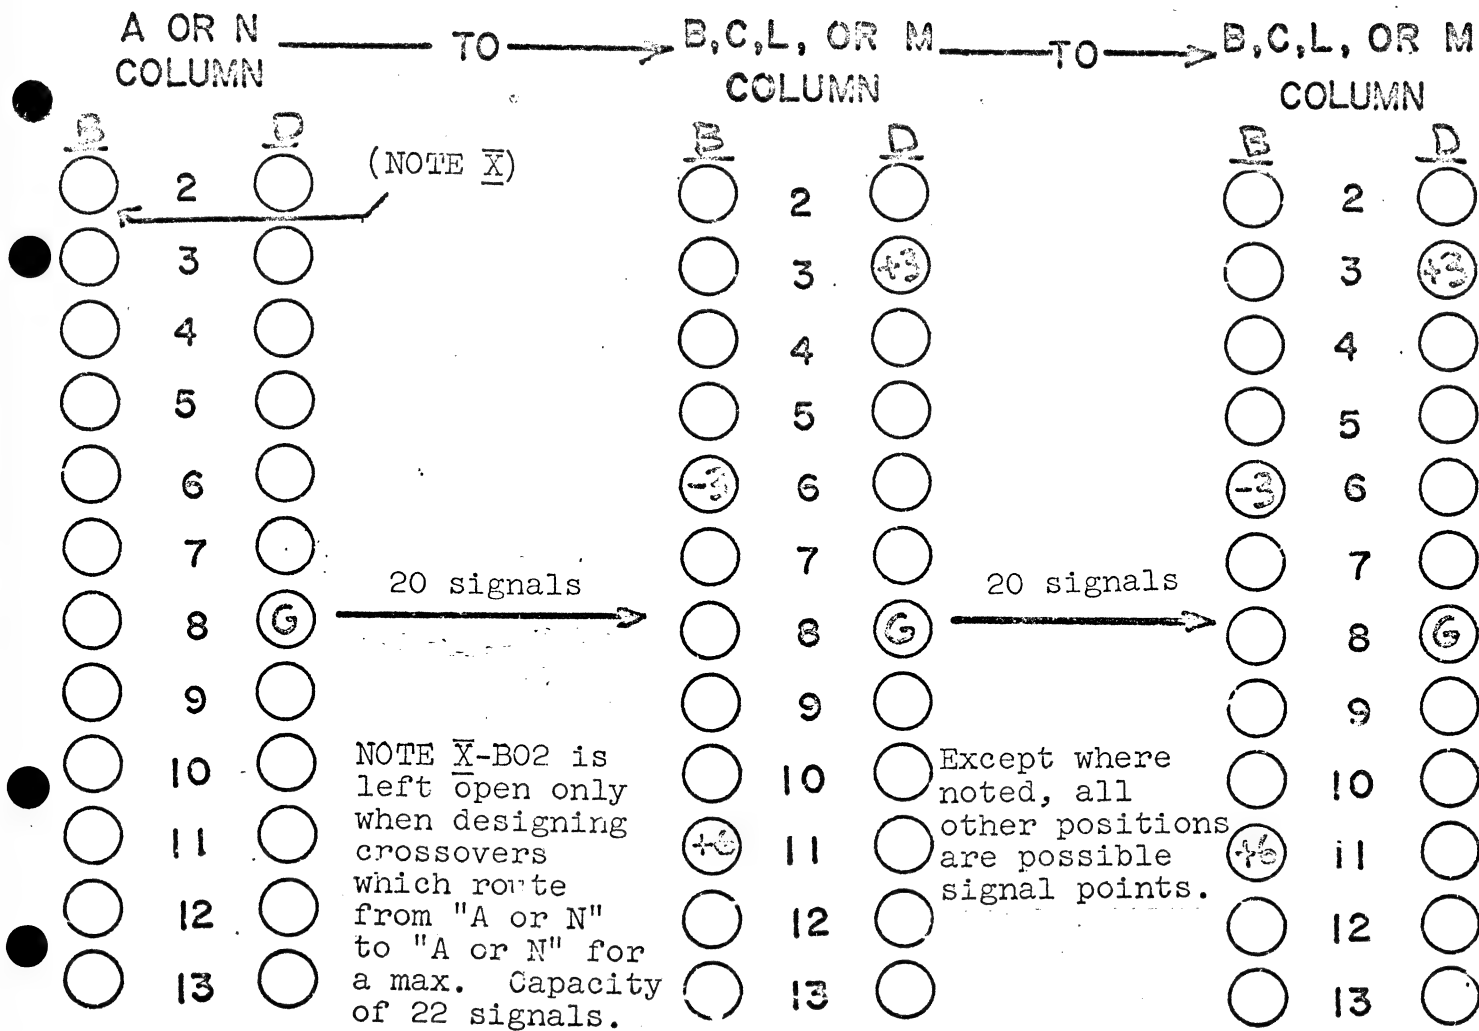 A OR N TO B,C,L, OR M TO B,C,L, OR M
COLUMN COLUMN COLUMN
B D B D B D
(NOTE X)
2 2 2
3 3 +3 3 +3
4 4 4
5 5 5
6 -3 6 -3 6
7 7 7
20 signals 20 signals
8 G 8 G 8 G
9 9 9
10 10 10
11 +6 11 +6 11
12 12 12
13 13 13
NOTE X-B02 is
left open only
when designing
crossovers
which route
from "A or N"
to "A or N" for
a max. Capacity
of 22 signals.
Except where
noted, all
other positions
are possible
signal points.